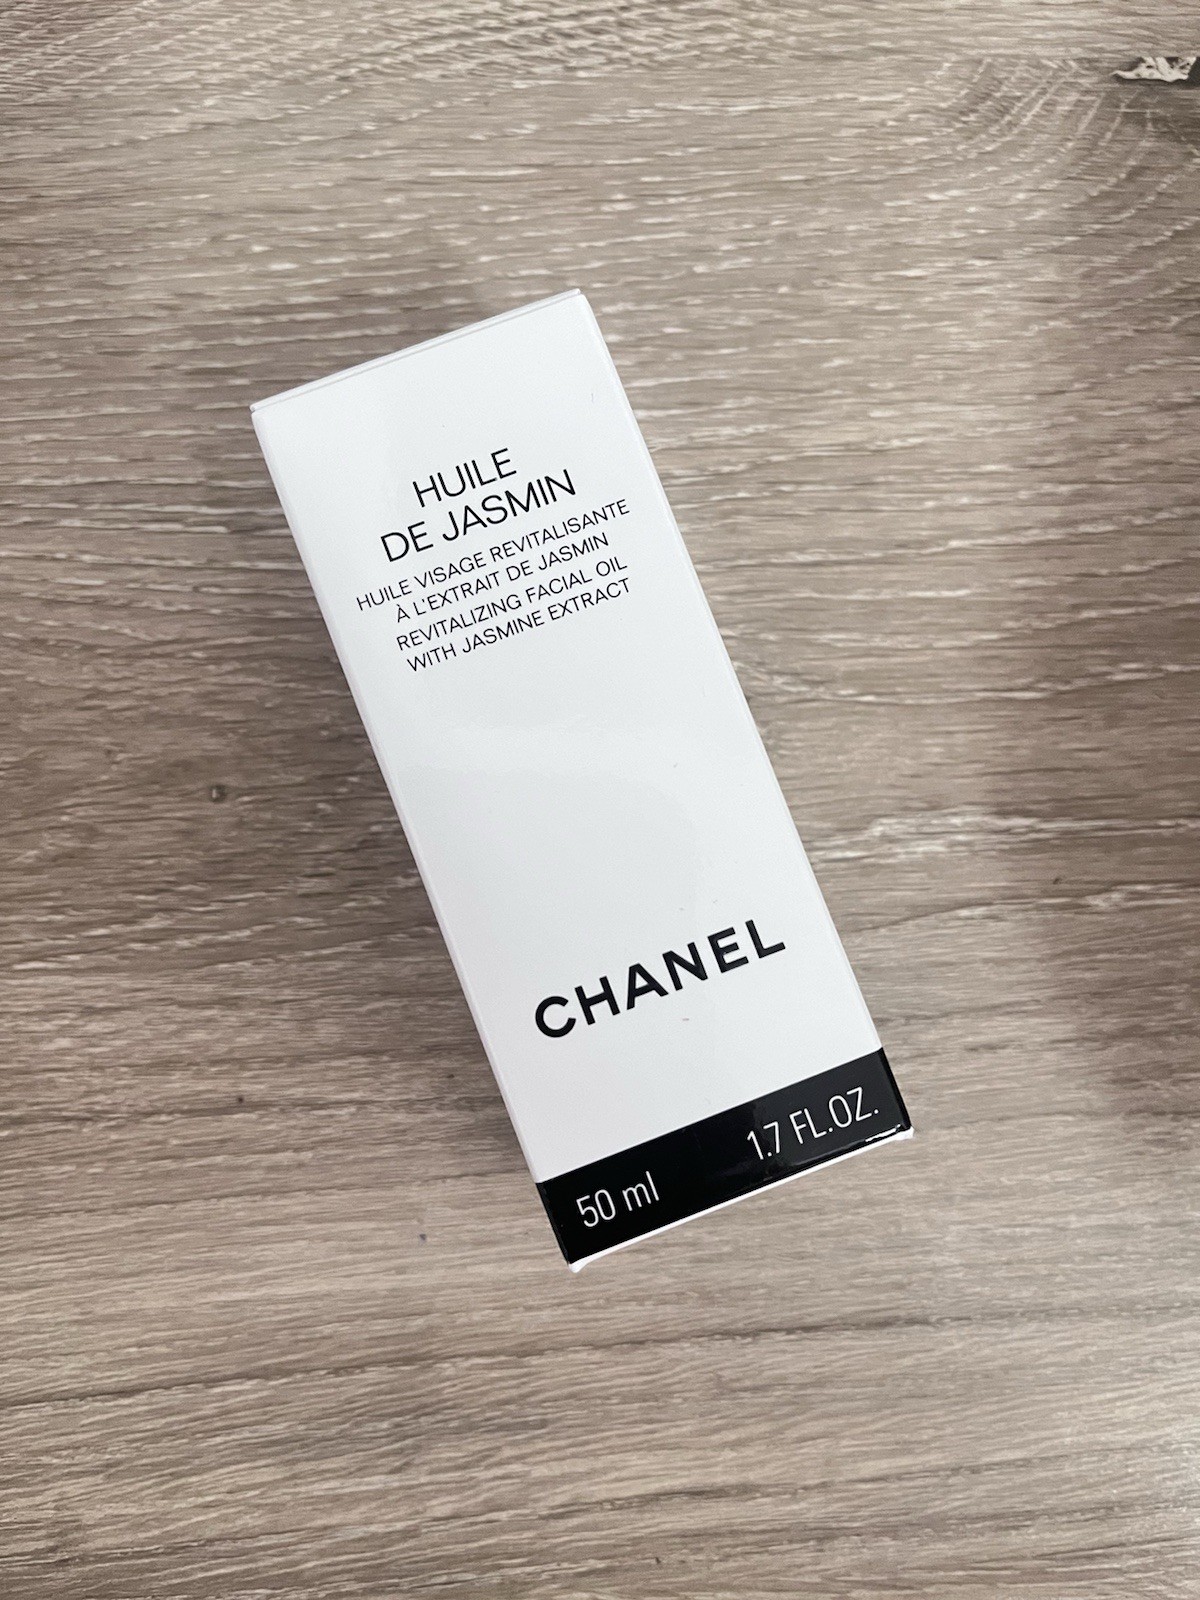 HUILE
DE JASMIN
HUILE VISAGE REVITALISANTE
À L'EXTRAIT DE JASMIN
REVITALIZING FACIAL OIL
WITH JASMINE EXTRACT
CHANEL
50 ml 1.7 FL.OZ.